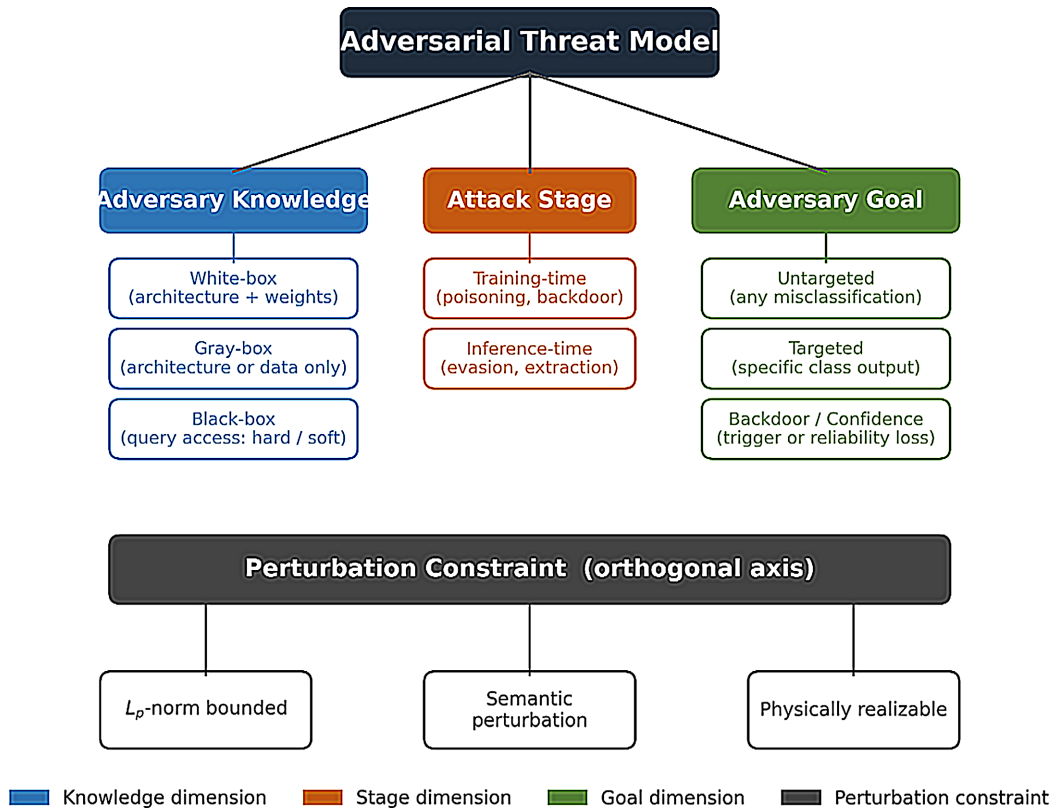 Adversarial Threat Model
Adversary Knowledge
Attack Stage
Adversary Goal
White-box
(architecture + weights)
Training-time
(poisoning, backdoor)
Untargeted
(any misclassification)
Gray-box
(architecture or data only)
Inference-time
(evasion, extraction)
Targeted
(specific class output)
Black-box
(query access: hard / soft)
Backdoor / Confidence
(trigger or reliability loss)
Perturbation Constraint (orthogonal axis)
Lₚ-norm bounded
Semantic
perturbation
Physically realizable
Knowledge dimension
Stage dimension
Goal dimension
Perturbation constraint